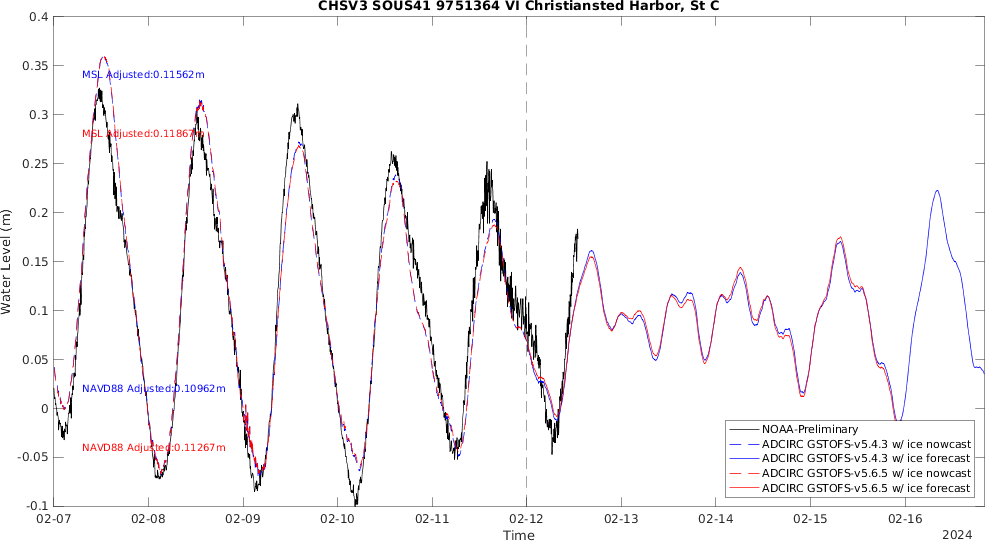 CHSV3 SOUS41 9751364 VI Christiansted Harbor, St C
0.4
0.35
0.3
0.25
0.2
0.15
0.1
0.05
0
-0.05
-0.1
Water Level (m)
MSL Adjusted:0.11562m
MSL Adjusted:0.11867m
NAVD88 Adjusted:0.10962m
NAVD88 Adjusted:0.11267m
NOAA-Preliminary
ADCIRC GSTOFS-v5.4.3 w/ ice nowcast
ADCIRC GSTOFS-v5.4.3 w/ ice forecast
ADCIRC GSTOFS-v5.6.5 w/ ice nowcast
ADCIRC GSTOFS-v5.6.5 w/ ice forecast
02-07 02-08 02-09 02-10 02-11 02-12 02-13 02-14 02-15 02-16
Time
2024